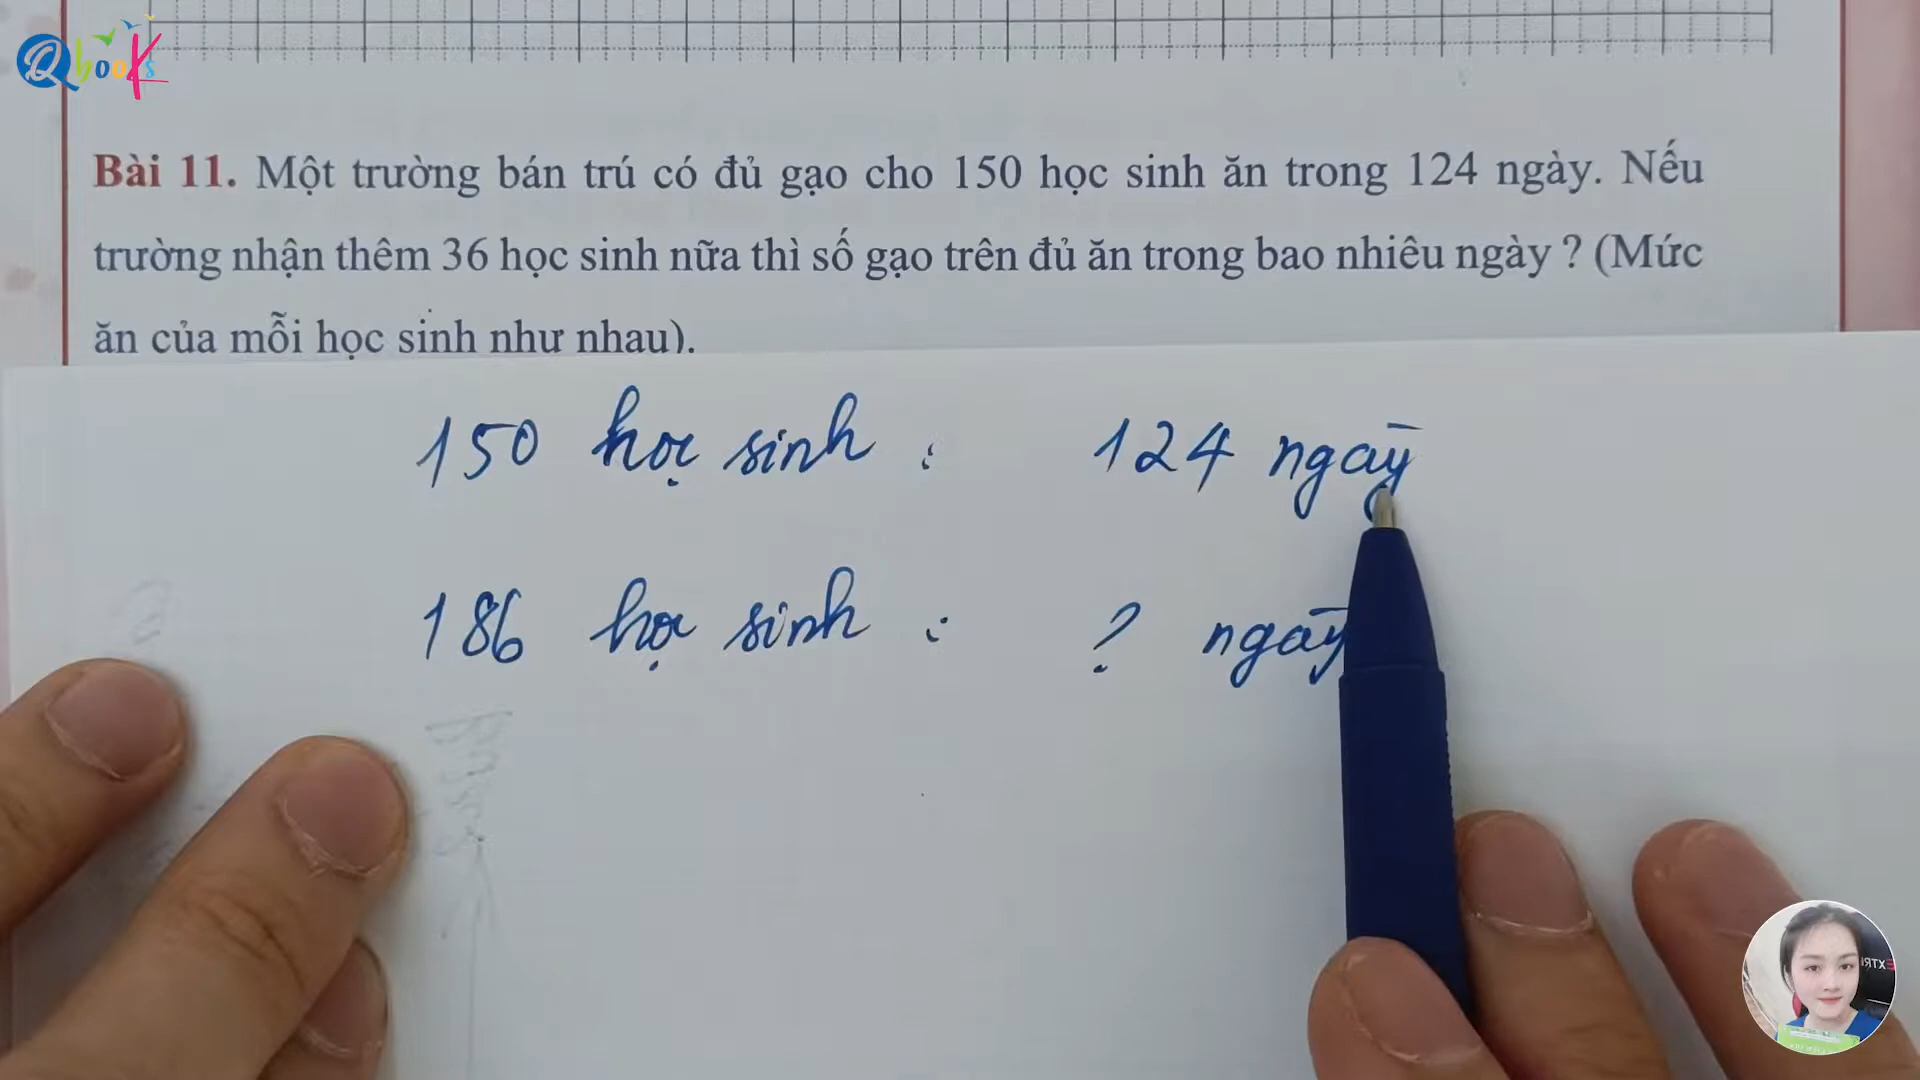 Qbooks
Bài 11. Một trường bán trú có đủ gạo cho 150 học sinh ăn trong 124 ngày. Nếu
trường nhận thêm 36 học sinh nữa thì số gạo trên đủ ăn trong bao nhiêu ngày ? (Mức
ăn của mỗi học sinh như nhau).
150 học sinh : 124 ngày
186 học sinh : ? ngày